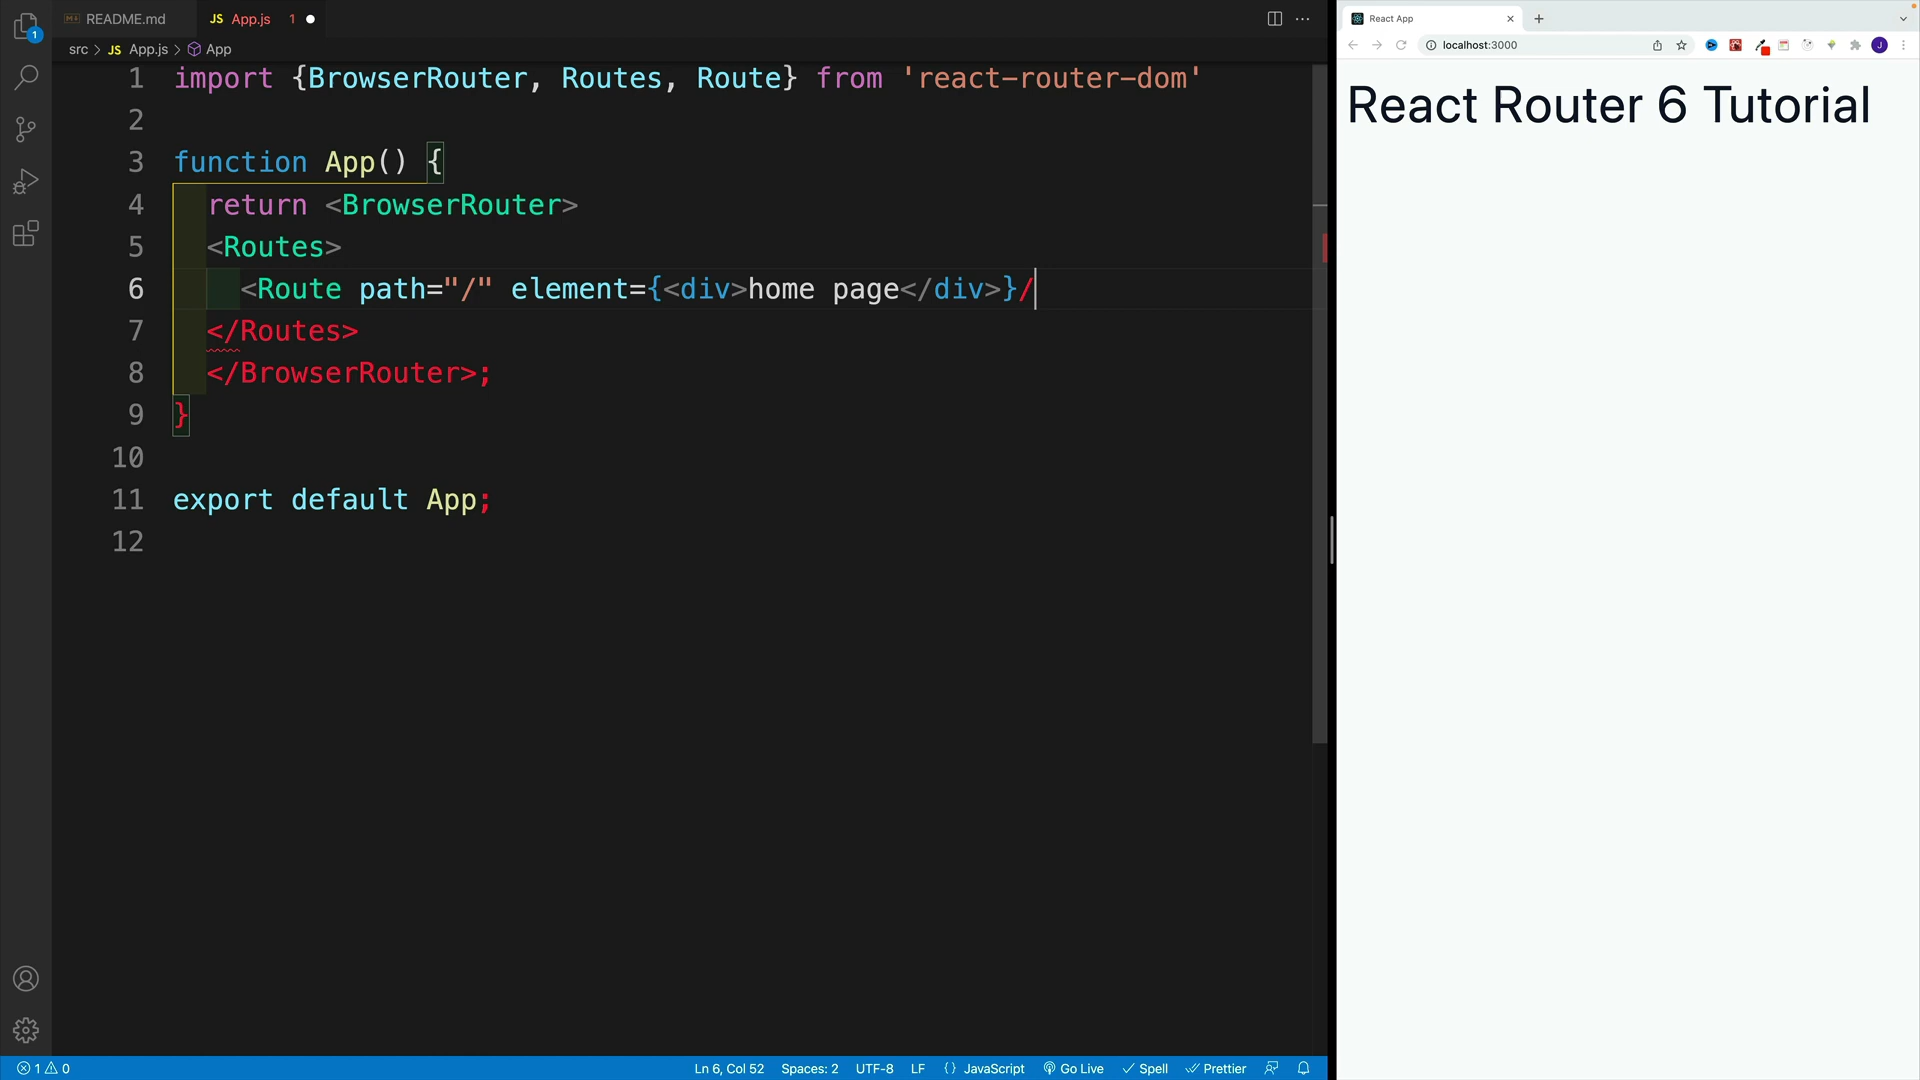 README.md
JS App.js 1
src > JS App.js > App
1 import {BrowserRouter, Routes, Route} from 'react-router-dom'
2
3 function App() {
4 return <BrowserRouter>
5 <Routes>
6 <Route path="/" element={<div>home page</div>}/
7 </Routes>
8 </BrowserRouter>;
9 }
10
11 export default App;
12
1
1 0
Ln 6, Col 52 Spaces: 2 UTF-8 LF {} JavaScript Go Live Spell Prettier
React App
localhost:3000
J
React Router 6 Tutorial